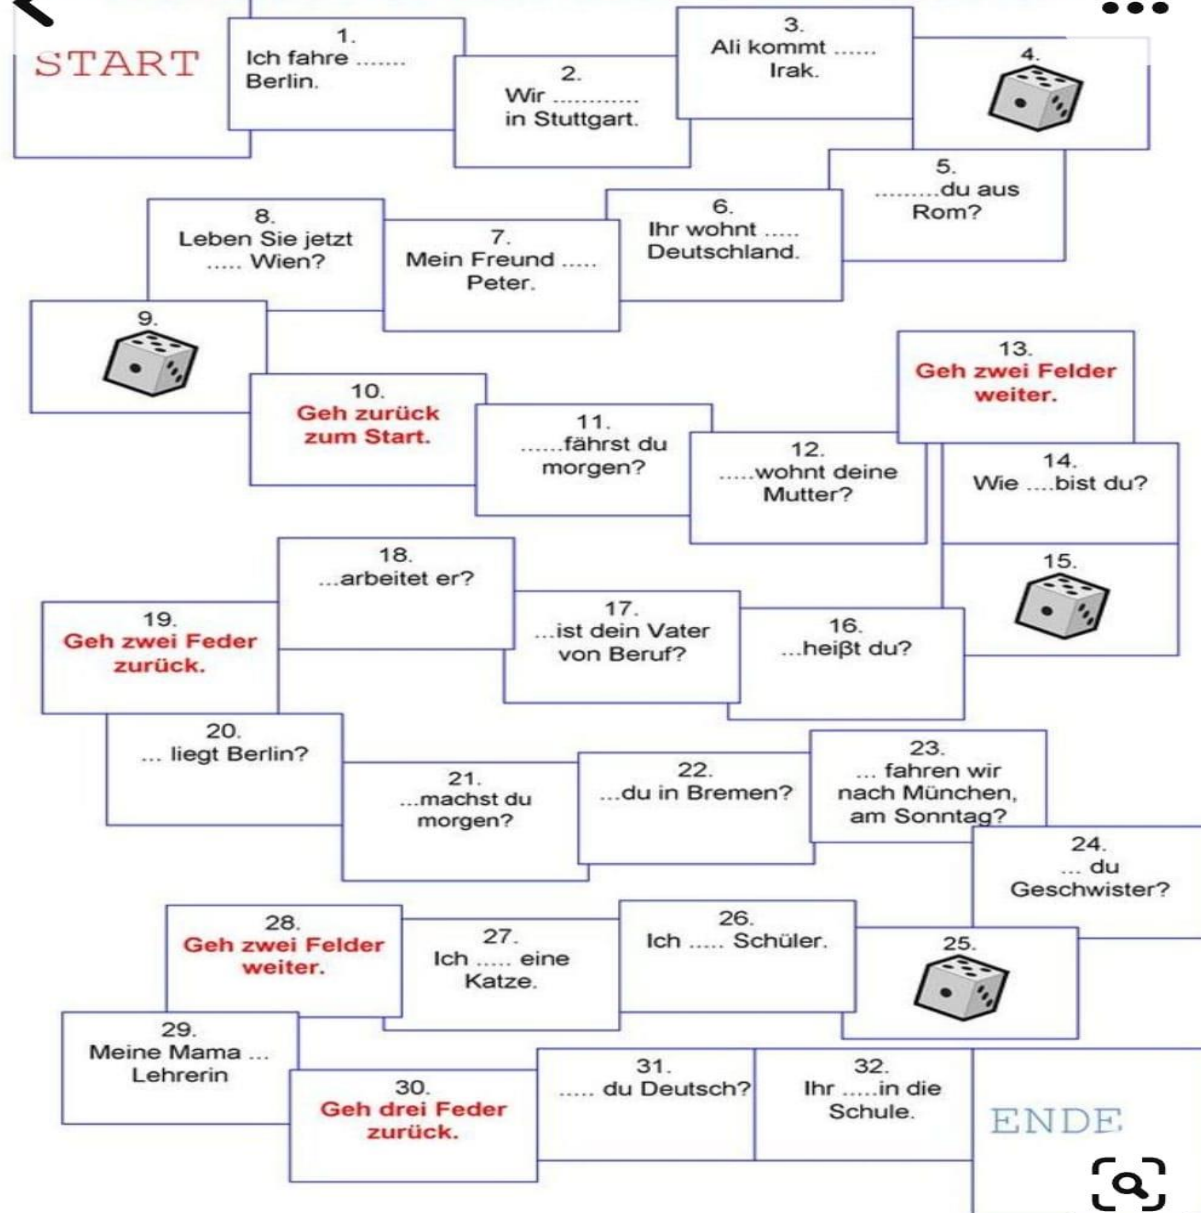 START
1.
Ich fahre .......
Berlin.
2.
Wir ............
in Stuttgart.
3.
Ali kommt ......
Irak.
4.
5.
.........du aus
Rom?
6.
Ihr wohnt .....
Deutschland.
7.
Mein Freund .....
Peter.
8.
Leben Sie jetzt
..... Wien?
9.
10.
Geh zurück
zum Start.
11.
......fährst du
morgen?
12.
.....wohnt deine
Mutter?
13.
Geh zwei Felder
weiter.
14.
Wie ....bist du?
15.
16.
...heiβt du?
17.
...ist dein Vater
von Beruf?
18.
...arbeitet er?
19.
Geh zwei Feder
zurück.
20.
... liegt Berlin?
21.
...machst du
morgen?
22.
...du in Bremen?
23.
... fahren wir
nach München,
am Sonntag?
24.
... du
Geschwister?
25.
26.
Ich ..... Schüler.
27.
Ich ..... eine
Katze.
28.
Geh zwei Felder
weiter.
29.
Meine Mama ...
Lehrerin
30.
Geh drei Feder
zurück.
31.
..... du Deutsch?
32.
Ihr .....in die
Schule.
ENDE